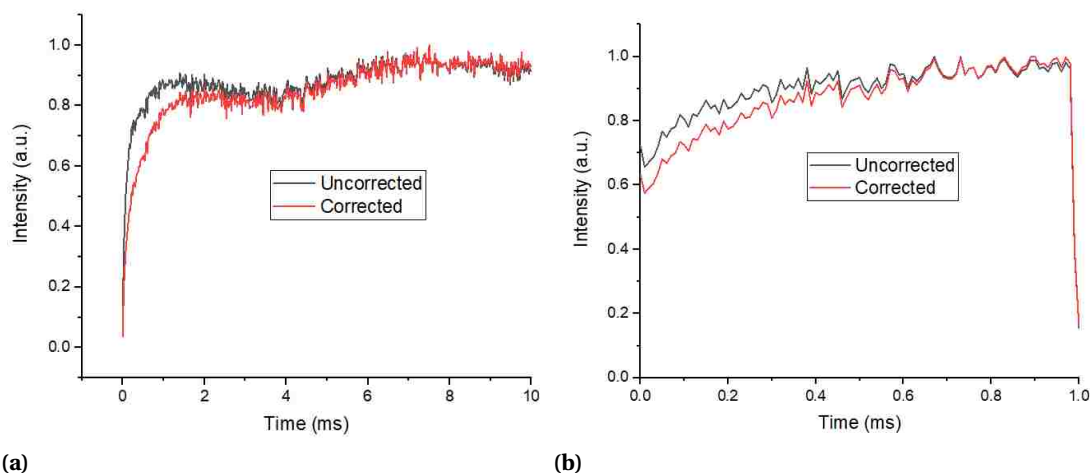 1.0
0.8
0.6
0.4
0.2
0.0
Intensity (a.u.)
Uncorrected
Corrected
0 2 4 6 8 10
Time (ms)
(a)
1.0
0.8
0.6
0.4
0.2
0.0
Intensity (a.u.)
Uncorrected
Corrected
0.0 0.2 0.4 0.6 0.8 1.0
Time (ms)
(b)